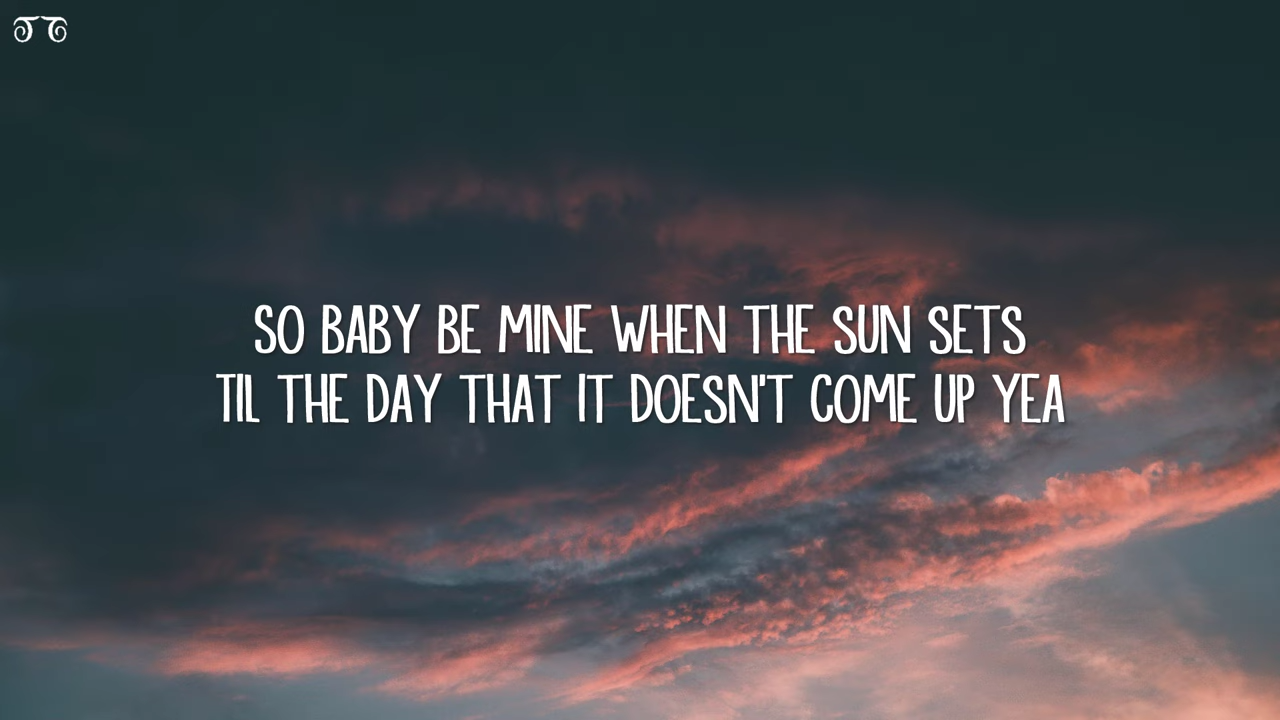 SO BABY BE MINE WHEN THE SUN SETS
TIL THE DAY THAT IT DOESN'T COME UP YEA